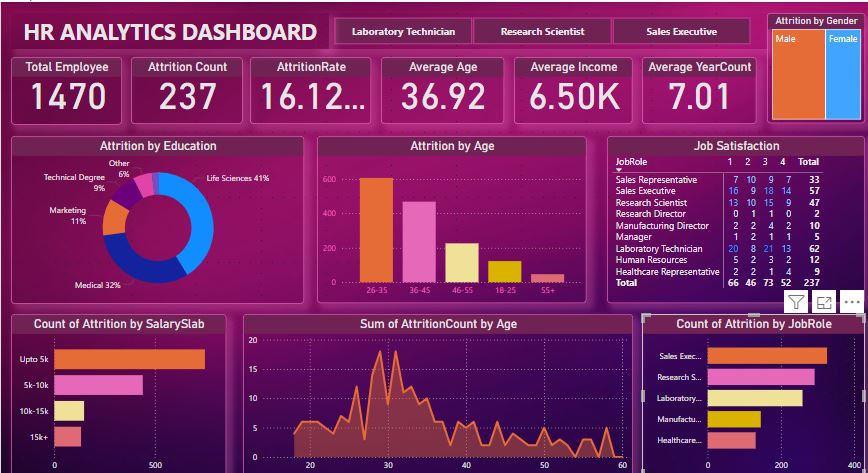 HR ANALYTICS DASHBOARD
Laboratory Technician
Research Scientist
Sales Executive
Attrition by Gender
Male
Female
Total Employee
1470
Attrition Count
237
AttritionRate
16.12...
Average Age
36.92
Average Income
6.50K
Average YearCount
7.01
Attrition by Education
Other
6%
Technical Degree
9%
Marketing
11%
Medical 32%
Life Sciences 41%
Attrition by Age
600
400
200
0
26-35 36-45 46-55 18-25 55+
Job Satisfaction
JobRole 1 2 3 4 Total
Sales Representative 7 10 9 7 33
Sales Executive 16 9 18 14 57
Research Scientist 13 10 15 9 47
Research Director 0 1 1 0 2
Manufacturing Director 2 2 4 2 10
Manager 1 2 1 1 5
Laboratory Technician 20 8 21 13 62
Human Resources 5 2 3 2 12
Healthcare Representative 2 2 1 4 9
Total 66 46 73 52 237
Count of Attrition by SalarySlab
Upto 5k
5k-10k
10k-15k
15k+
0 500
Sum of AttritionCount by Age
20
15
10
5
0
20 30 40 50 60
Count of Attrition by JobRole
Sales Exec...
Research S...
Laboratory...
Manufactu...
Healthcare...
0 200 400